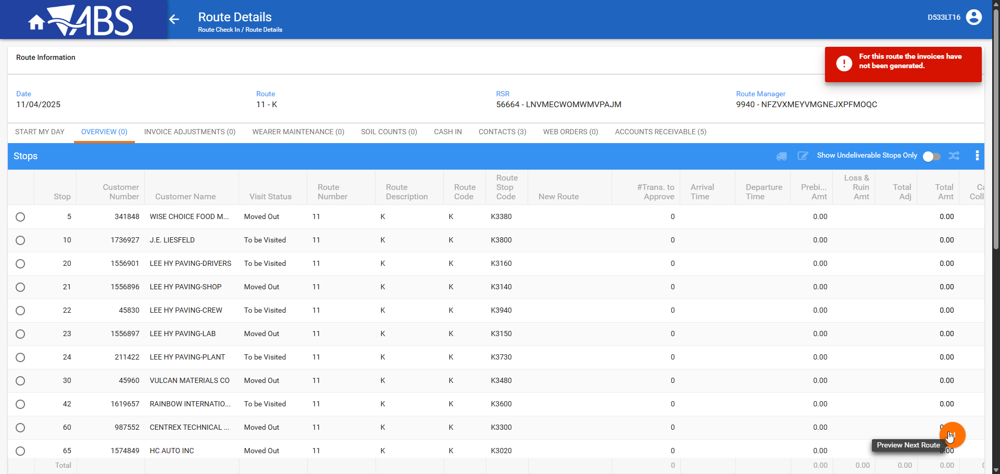 ABS
Route Details
Route Check In / Route Details
D533LT16
Route Information
For this route the invoices have
not been generated.
Date
11/04/2025
Route
11 - K
RSR
56664 - LNVMECWOMWMVPAJM
Route Manager
9940 - NFZVXMEYVMGNEJXPFMOQC
START MY DAY OVERVIEW (0) INVOICE ADJUSTMENTS (0) WEARER MAINTENANCE (0) SOIL COUNTS (0) CASH IN CONTACTS (3) WEB ORDERS (0) ACCOUNTS RECEIVABLE (5)
Stops
Show Undeliverable Stops Only
Stop Customer Number Customer Name Visit Status Route Number Route Description Route Code Route Stop Code New Route #Trans. to Approve Arrival Time Departure Time Prebi... Amt Loss & Ruin Amt Total Adj Total Amt Ca Coll
5 341848 WISE CHOICE FOOD M... Moved Out 11 K K K3380 0 0.00 0.00
10 1736927 J.E. LIESFELD To be Visited 11 K K K3800 0 0.00 0.00
20 1556901 LEE HY PAVING-DRIVERS To be Visited 11 K K K3160 0 0.00 0.00
21 1556896 LEE HY PAVING-SHOP Moved Out 11 K K K3140 0 0.00 0.00
22 45830 LEE HY PAVING-CREW To be Visited 11 K K K3940 0 0.00 0.00
23 1556897 LEE HY PAVING-LAB Moved Out 11 K K K3150 0 0.00 0.00
24 211422 LEE HY PAVING-PLANT To be Visited 11 K K K3730 0 0.00 0.00
30 45960 VULCAN MATERIALS CO Moved Out 11 K K K3480 0 0.00 0.00
42 1619657 RAINBOW INTERNATIO... To be Visited 11 K K K3600 0 0.00 0.00
60 987552 CENTREX TECHNICAL ... Moved Out 11 K K K3300 0 0.00
65 1574849 HC AUTO INC Moved Out 11 K K K3020 0 0.00 0.00
Preview Next Route
Total 0 0.00 0.00 0.00 0.00